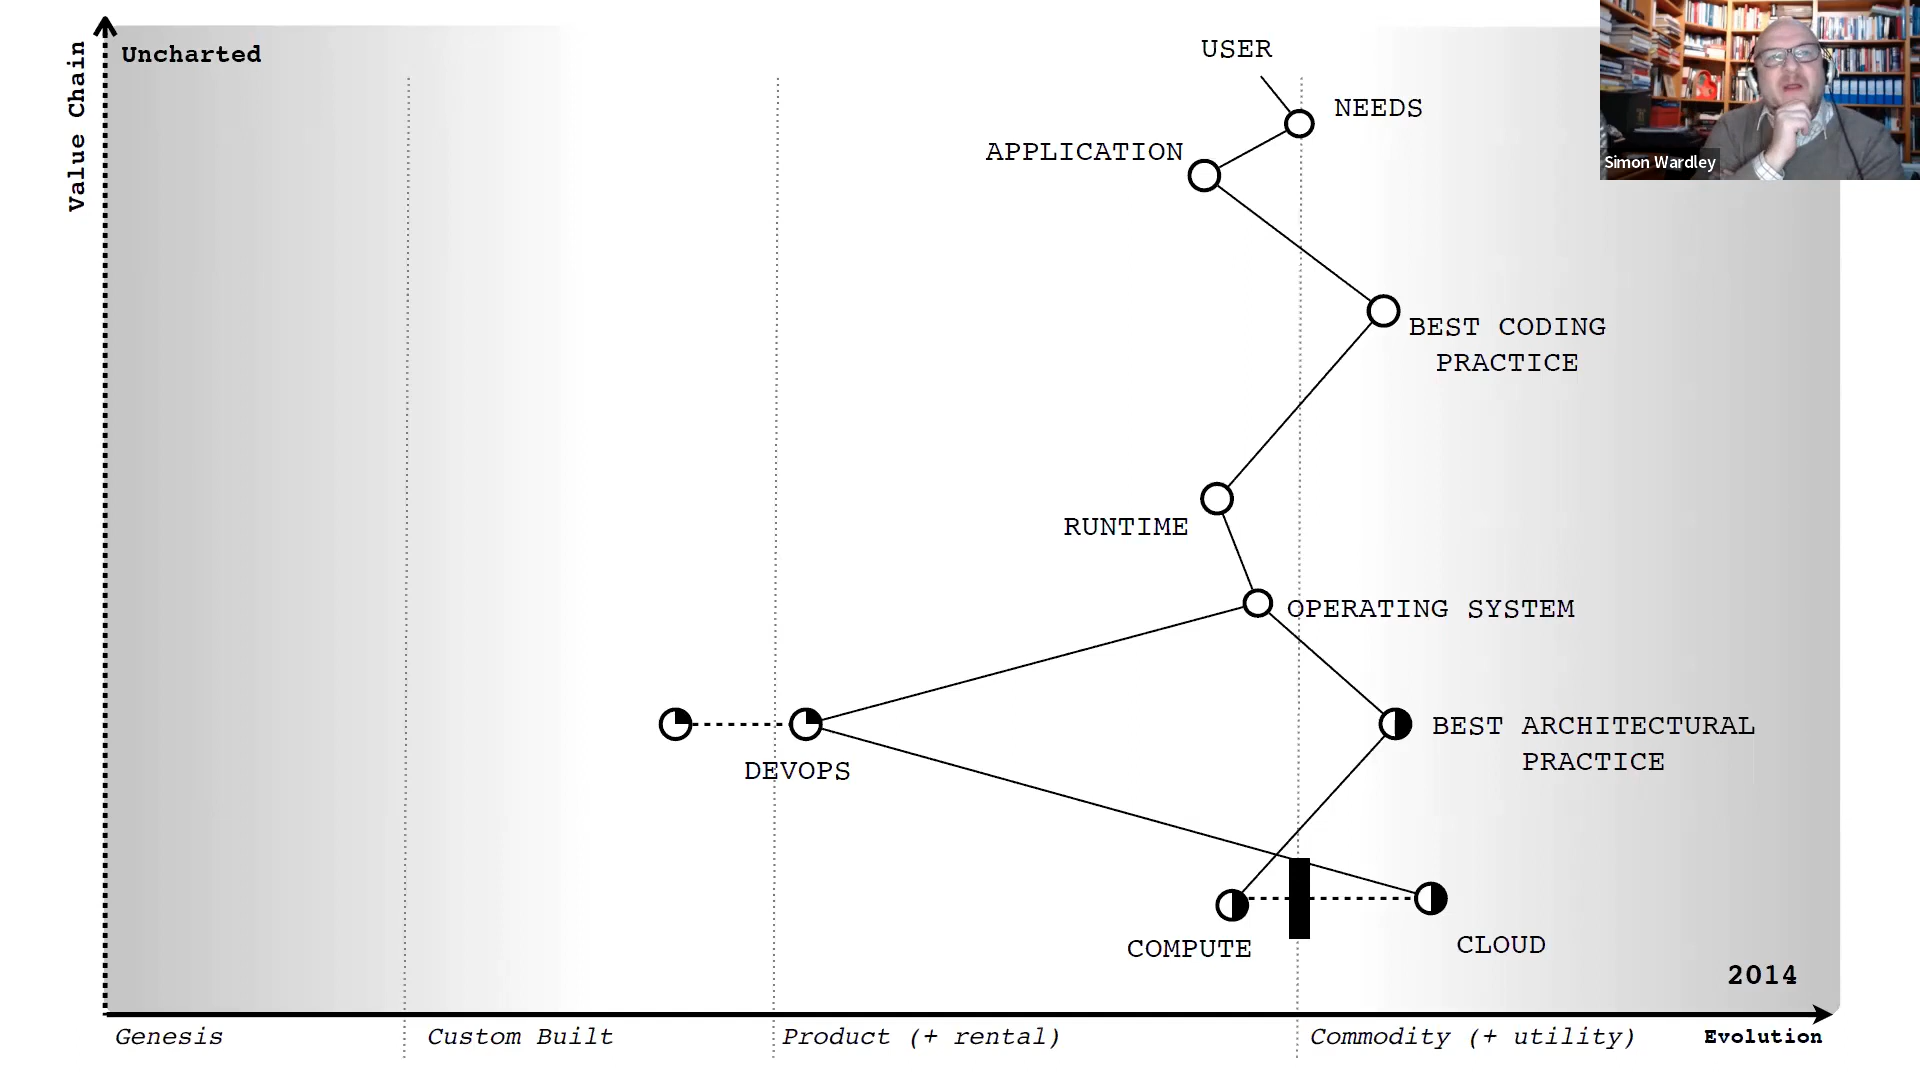 Value Chain
Uncharted
USER
NEEDS
APPLICATION
Simon Wardley
BEST CODING
PRACTICE
RUNTIME
OPERATING SYSTEM
DEVOPS
BEST ARCHITECTURAL
PRACTICE
COMPUTE
CLOUD
2014
Genesis
Custom Built
Product (+ rental)
Commodity (+ utility)
Evolution